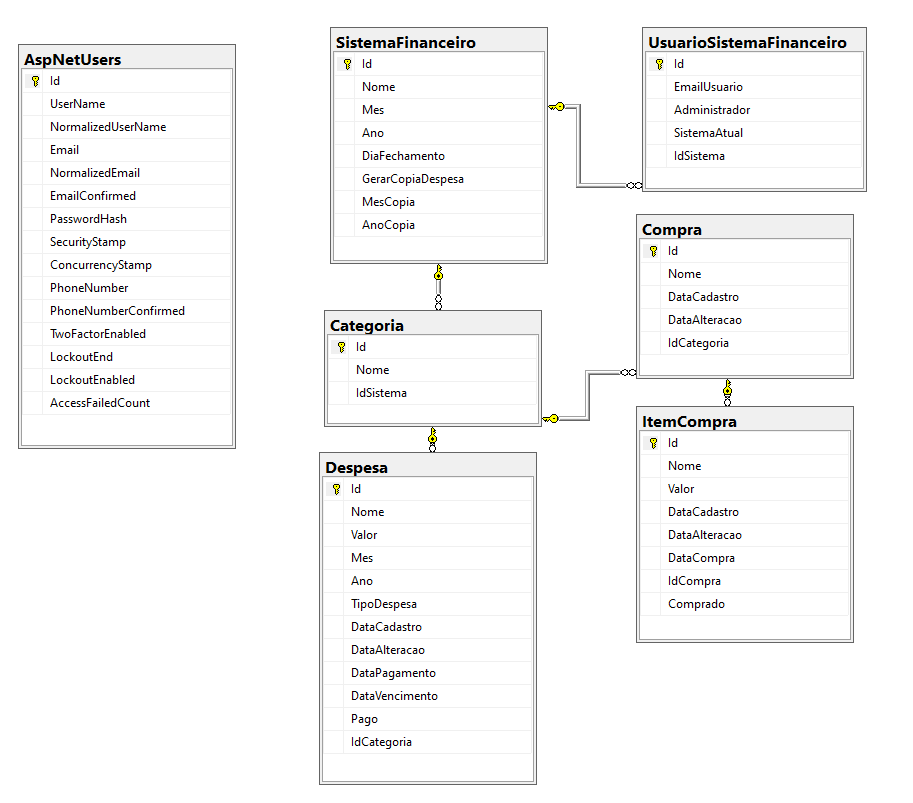 AspNetUsers
Id
UserName
NormalizedUserName
Email
NormalizedEmail
EmailConfirmed
PasswordHash
SecurityStamp
ConcurrencyStamp
PhoneNumber
PhoneNumberConfirmed
TwoFactorEnabled
LockoutEnd
LockoutEnabled
AccessFailedCount
SistemaFinanceiro
Id
Nome
Mes
Ano
DiaFechamento
GerarCopiaDespesa
MesCopia
AnoCopia
UsuarioSistemaFinanceiro
Id
EmailUsuario
Administrador
SistemaAtual
IdSistema
Categoria
Id
Nome
IdSistema
Compra
Id
Nome
DataCadastro
DataAlteracao
IdCategoria
Despesa
Id
Nome
Valor
Mes
Ano
TipoDespesa
DataCadastro
DataAlteracao
DataPagamento
DataVencimento
Pago
IdCategoria
ItemCompra
Id
Nome
Valor
DataCadastro
DataAlteracao
DataCompra
IdCompra
Comprado